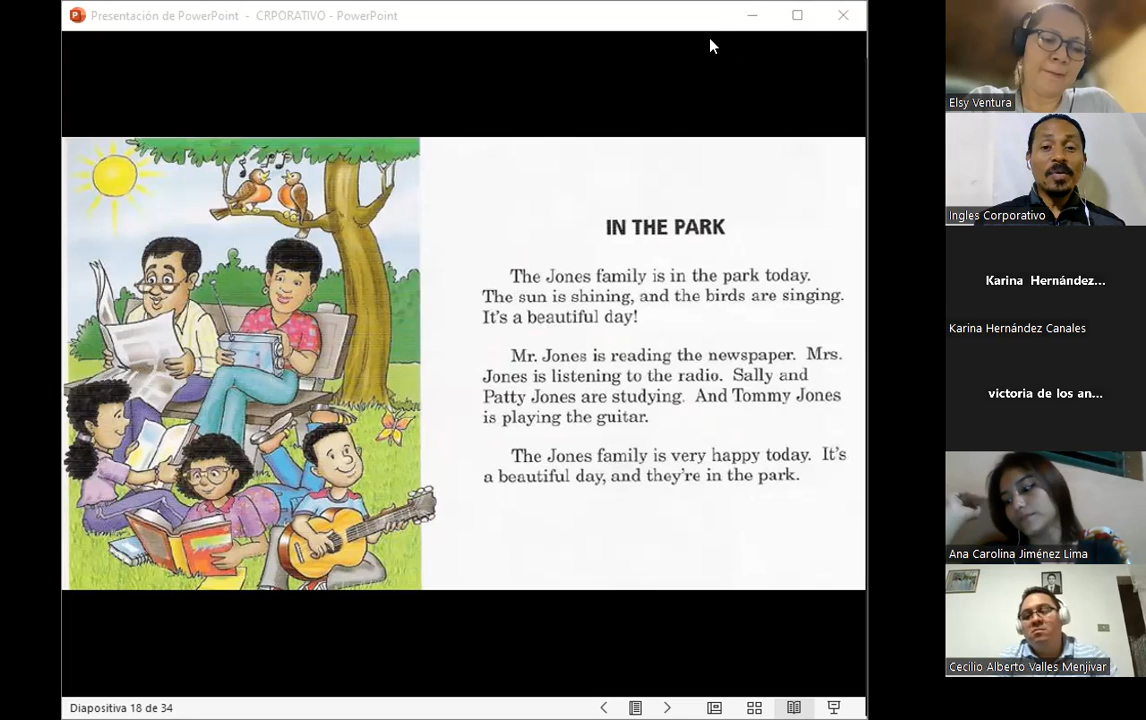 Presentación de PowerPoint - CRPORATIVO - PowerPoint
IN THE PARK
The Jones family is in the park today.
The sun is shining, and the birds are singing.
It's a beautiful day!
Mr. Jones is reading the newspaper. Mrs.
Jones is listening to the radio. Sally and
Patty Jones are studying. And Tommy Jones
is playing the guitar.
The Jones family is very happy today. It's
a beautiful day, and they're in the park.
Diapositiva 18 de 34
Elsy Ventura
Ingles Corporativo
Karina Hernández...
Karina Hernández Canales
victoria de los an...
Ana Carolina Jiménez Lima
Cecilio Alberto Valles Menjivar